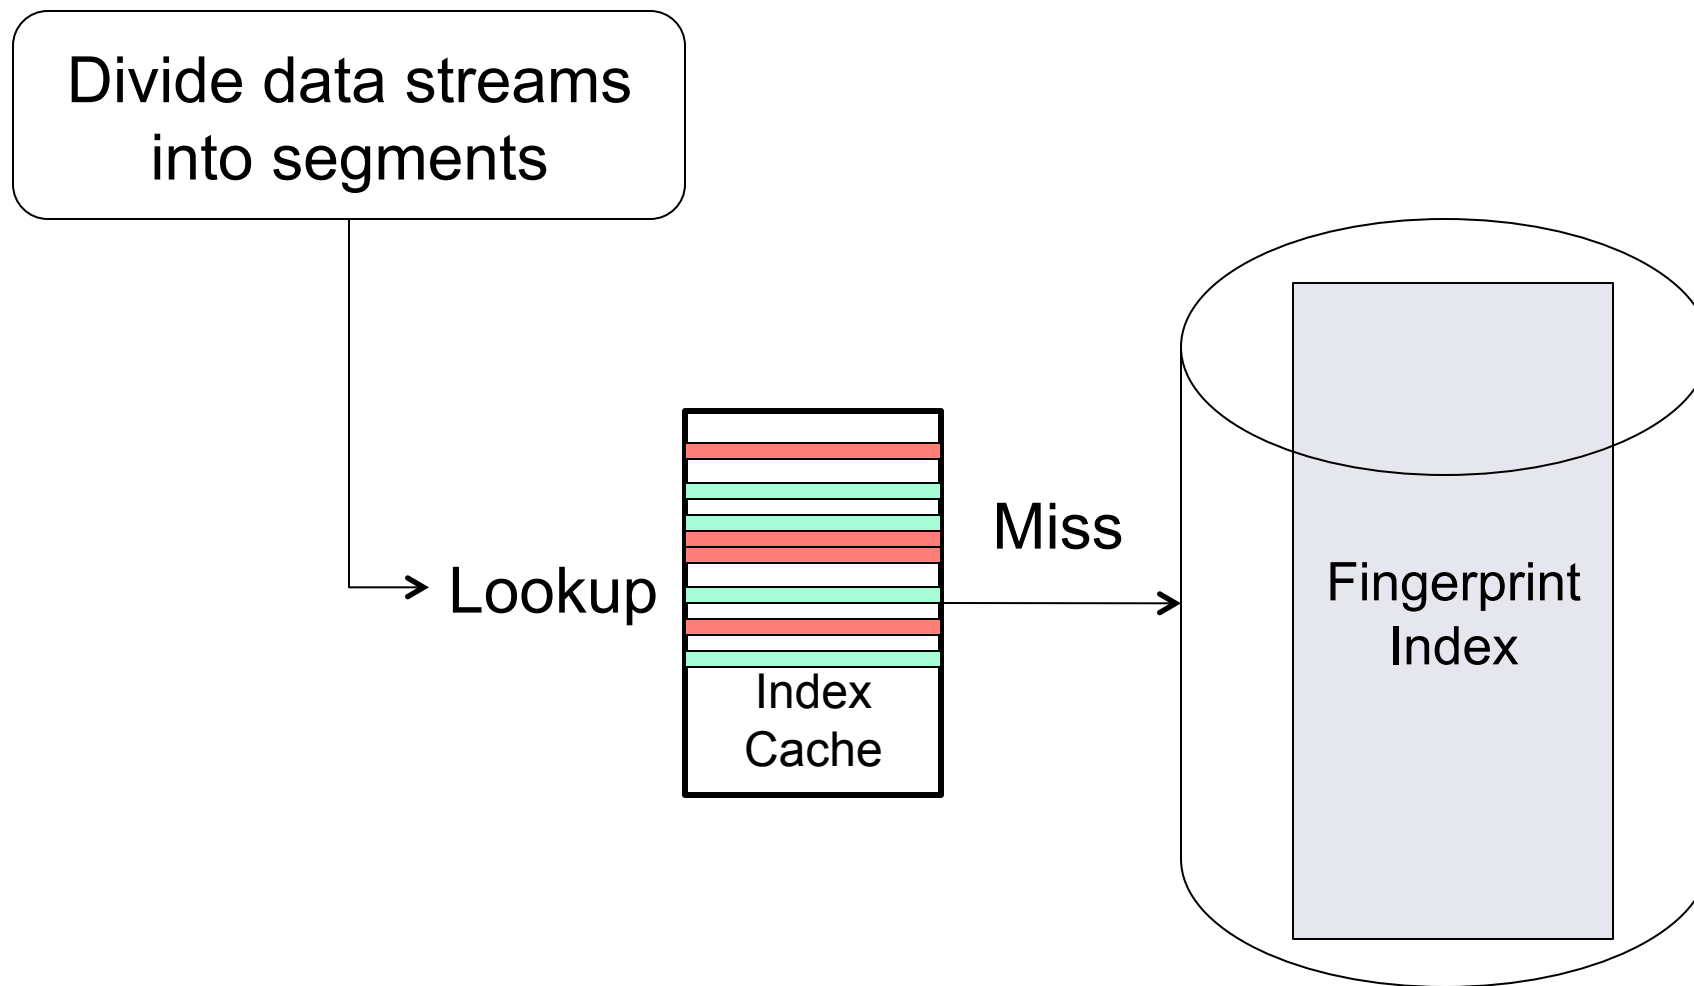 Divide data streams
into segments
Lookup
Index
Cache
Miss
Fingerprint
Index